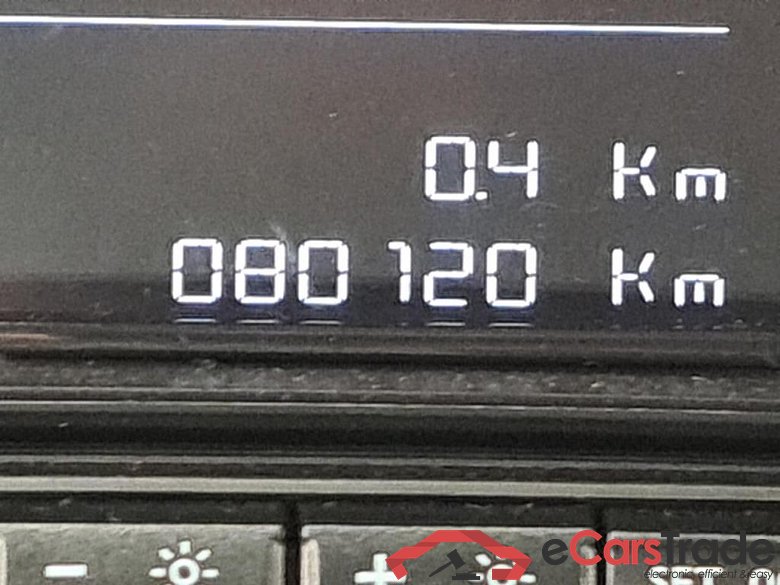 0.4 Km
080120 Km
- +
eCarsTrade
electronic, efficient & easy